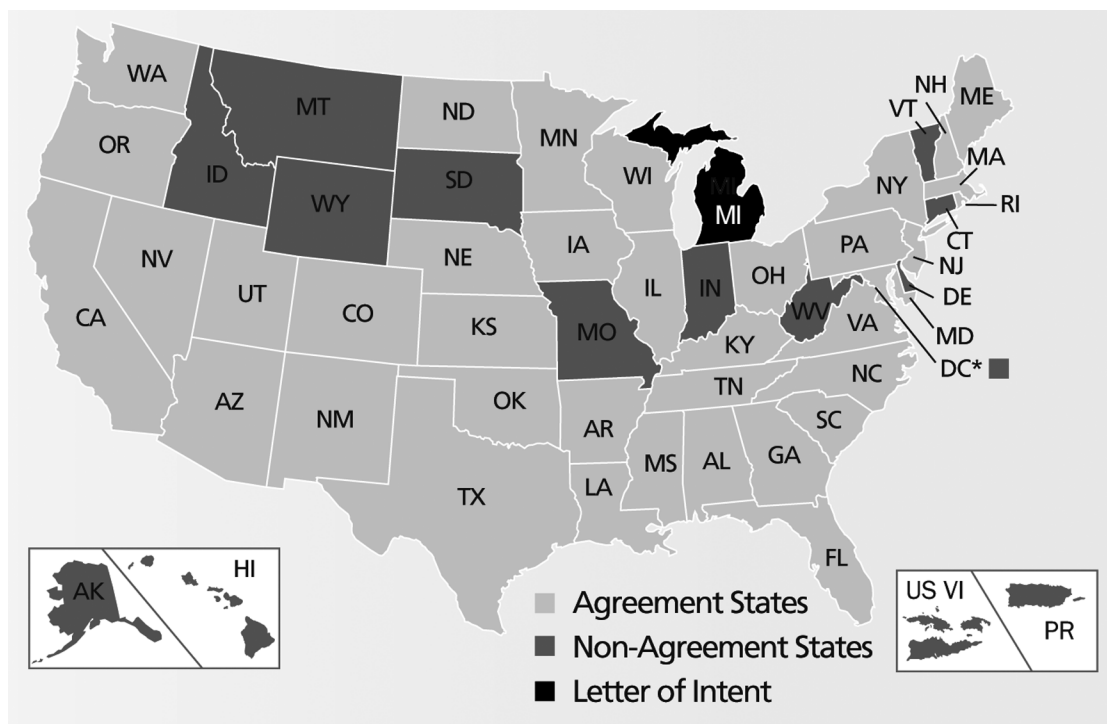 WA
MT
ND
MN
OR
ID
SD
WI
MI
MI
NH
VT
ME
MA
NY
RI
CT
WY
NV
UT
CO
NE
IA
IL
IN
OH
PA
NJ
DE
MD
DC*
CA
KS
MO
KY
WV
VA
AZ
NM
OK
AR
TN
NC
SC
TX
LA
MS
AL
GA
FL
AK
HI
US VI
PR
Agreement States
Non-Agreement States
Letter of Intent